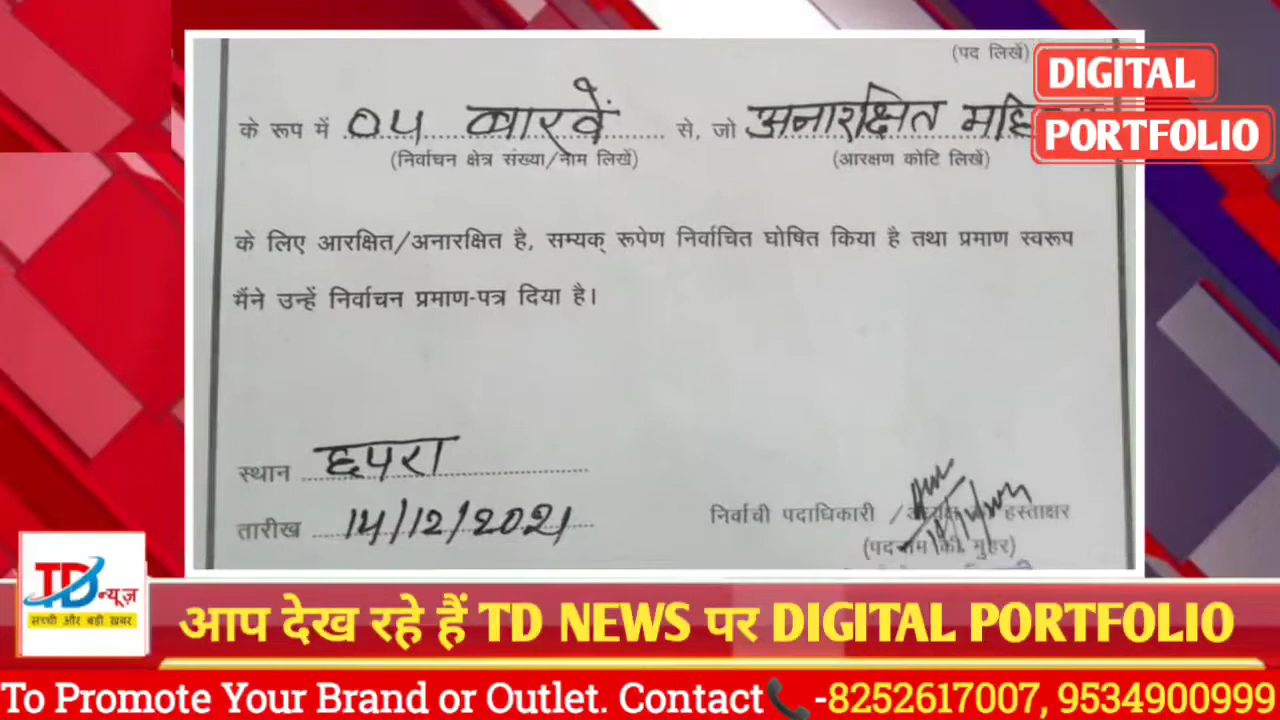 (पद लिखें)
DIGITAL
PORTFOLIO
के रूप में 04 बारवें से, जो अनारक्षित
(निर्वाचन क्षेत्र संख्या/नाम लिखें) (आरक्षण कोटि लिखें)
के लिए आरक्षित/अनारक्षित है, सम्यक् रूपेण निर्वाचित घोषित किया है तथा प्रमाण स्वरूप
मैंने उन्हें निर्वाचन प्रमाण-पत्र दिया है।
स्थान छपरा
तारीख 14/12/2021
निर्वाची पदाधिकारी / हस्ताक्षर
(पदनाम की मुहर)
TD न्यूज़
सच्ची और बड़ी खबर
आप देख रहे हैं TD NEWS पर DIGITAL PORTFOLIO
To Promote Your Brand or Outlet. Contact -8252617007, 9534900999